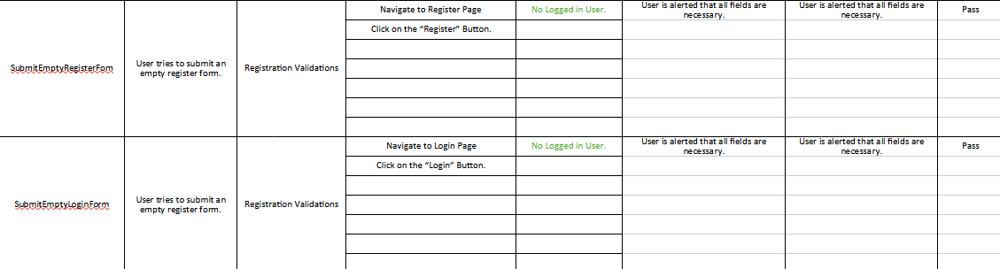 Navigate to Register Page
No Logged in User.
User is alerted that all fields are
necessary.
User is alerted that all fields are
necessary.
Pass
Click on the “Register” Button.
SubmitEmptyRegisterFom
User tries to submit an
empty register form.
Registration Validations
Navigate to Login Page
No Logged in User.
User is alerted that all fields are
necessary.
User is alerted that all fields are
necessary.
Pass
Click on the “Login” Button.
SubmitEmptyLoginForm
User tries to submit an
empty register form.
Registration Validations